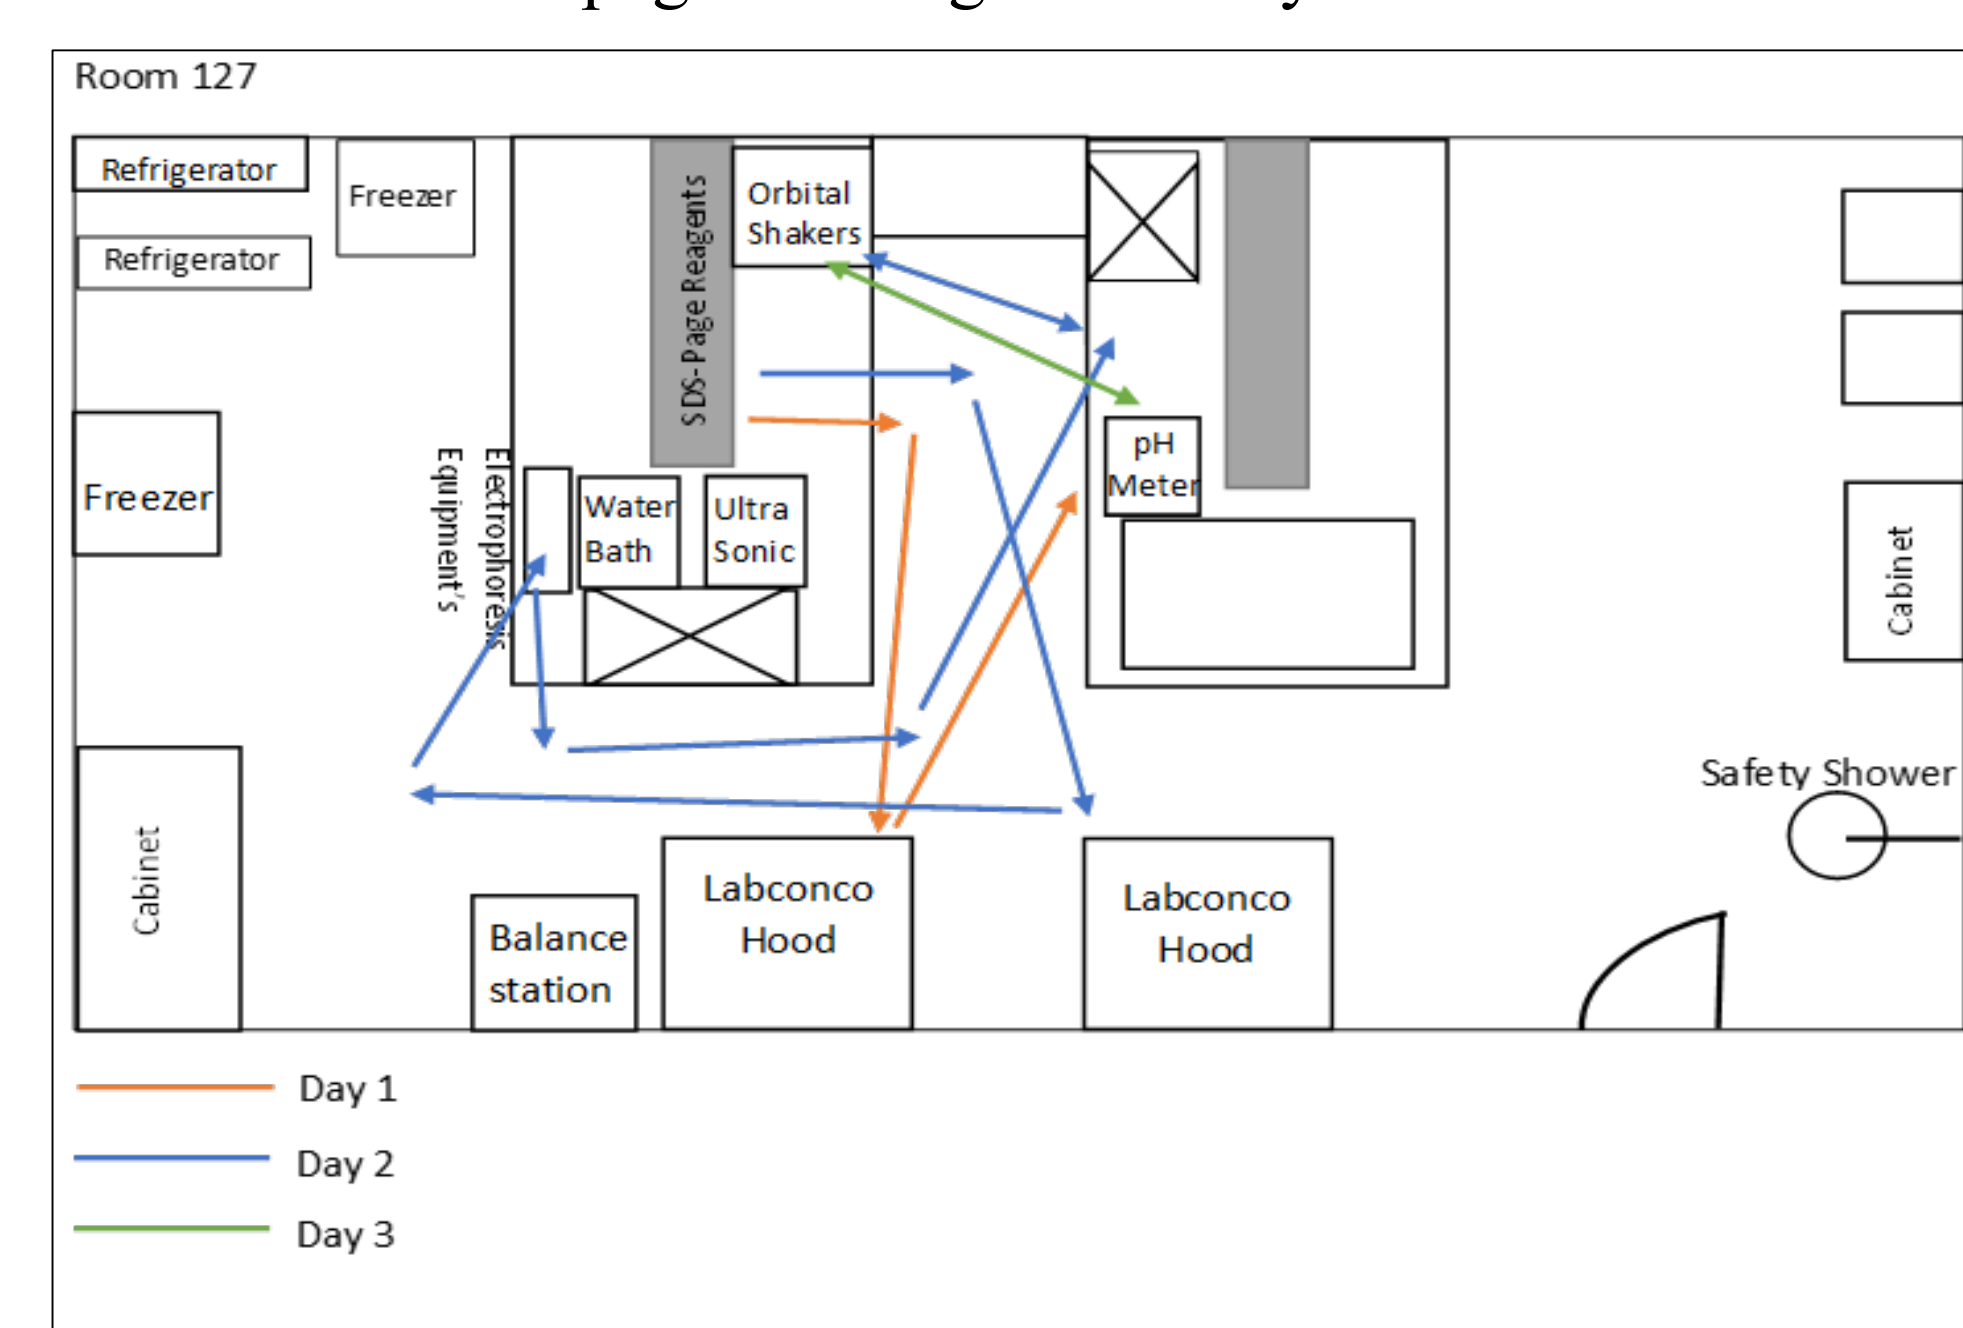 Room 127
Refrigerator
Freezer
Refrigerator
SDS-Page Reagents
Orbital
Shakers
Freezer
Electrophoresis
Equipment's
Water
Bath
Ultra
Sonic
pH
Meter
Cabinet
Safety Shower
Cabinet
Balance
station
Labconco
Hood
Labconco
Hood
Day 1
Day 2
Day 3